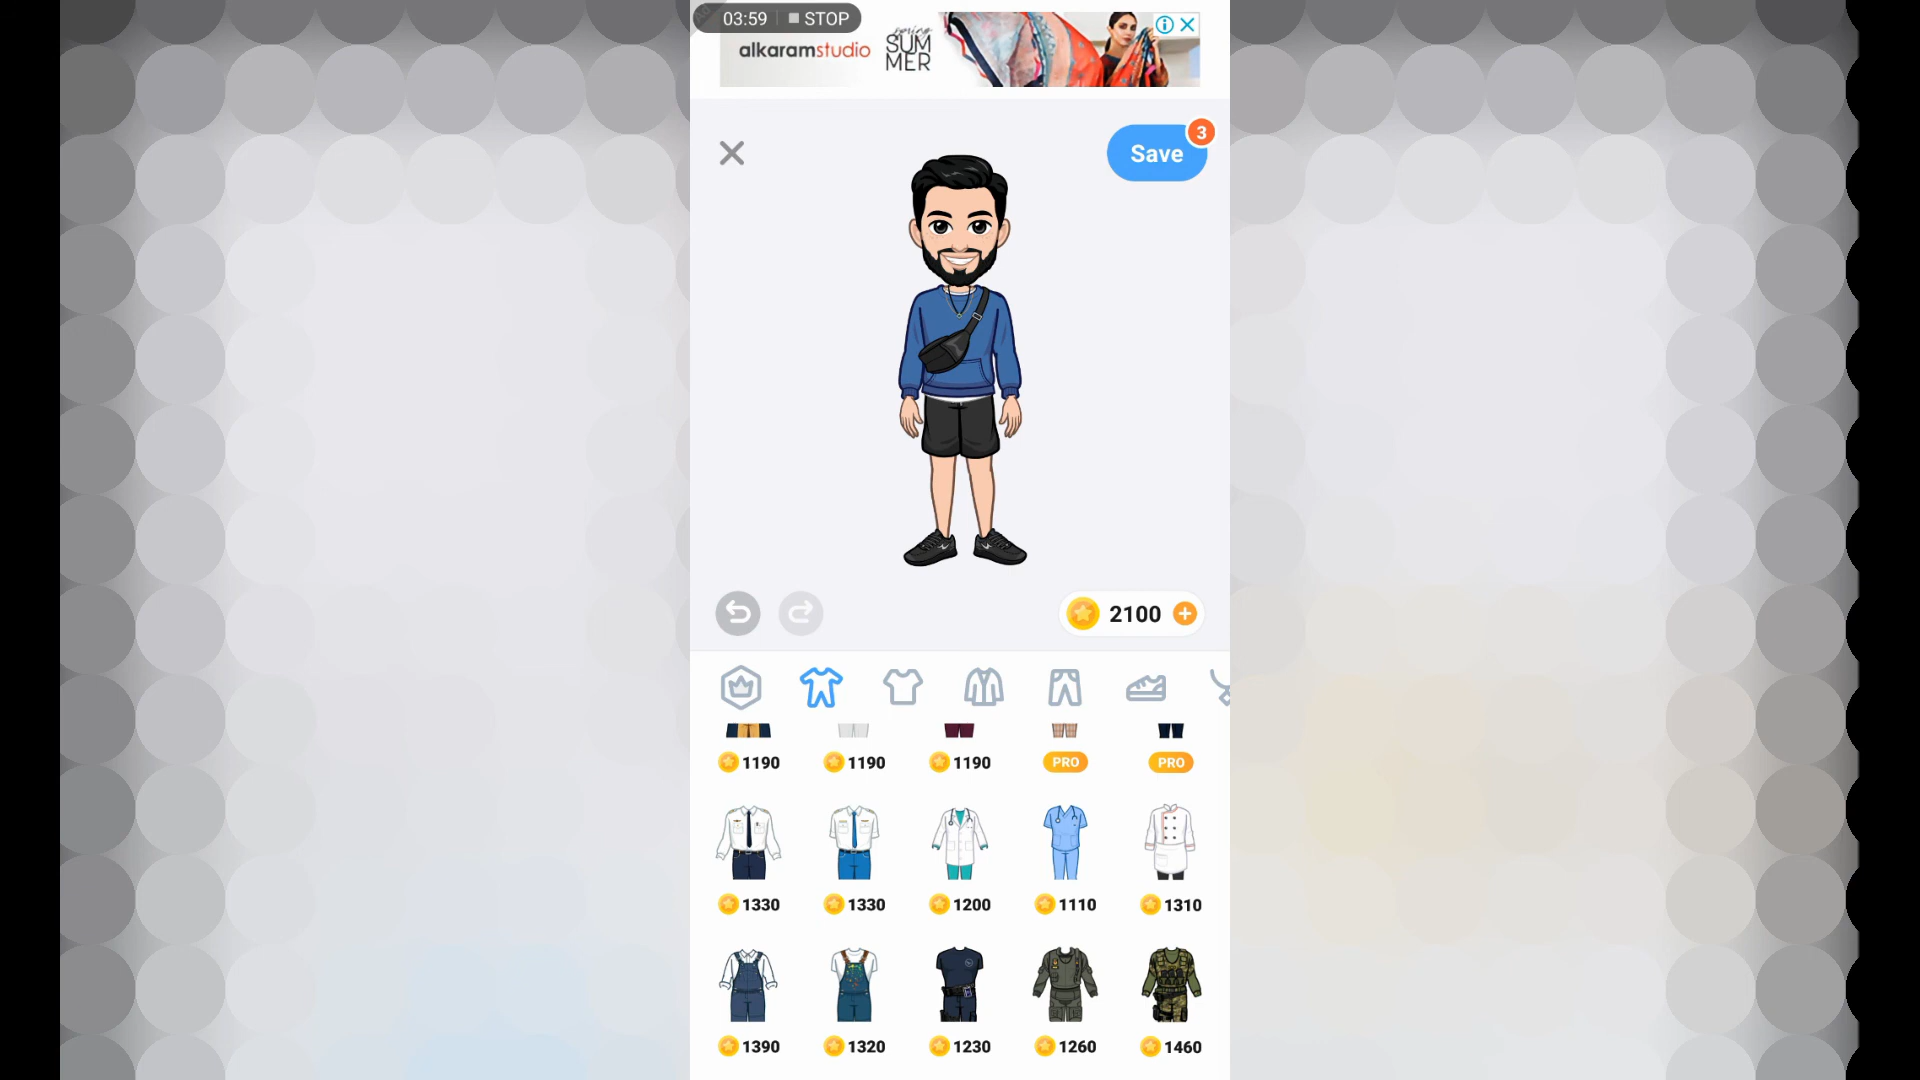 03:59 STOP
alkaramstudio
spring
SUM
MER
Save
3
2100
1190 1190 1190 PRO PRO
1330 1330 1200 1110 1310
1390 1320 1230 1260 1460